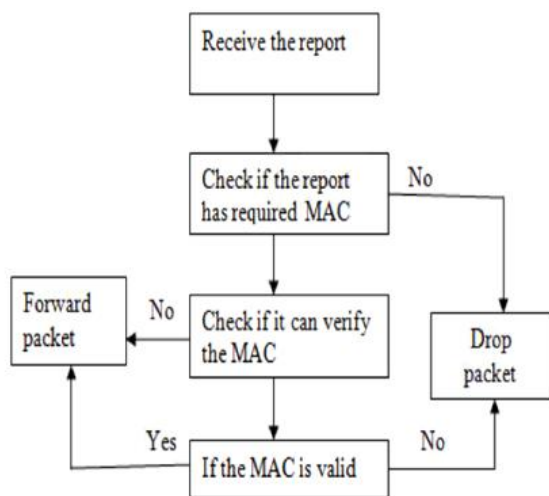 Receive the report
Check if the report
has required MAC
No
Forward
packet
No
Check if it can verify
the MAC
Drop
packet
Yes
If the MAC is valid
No